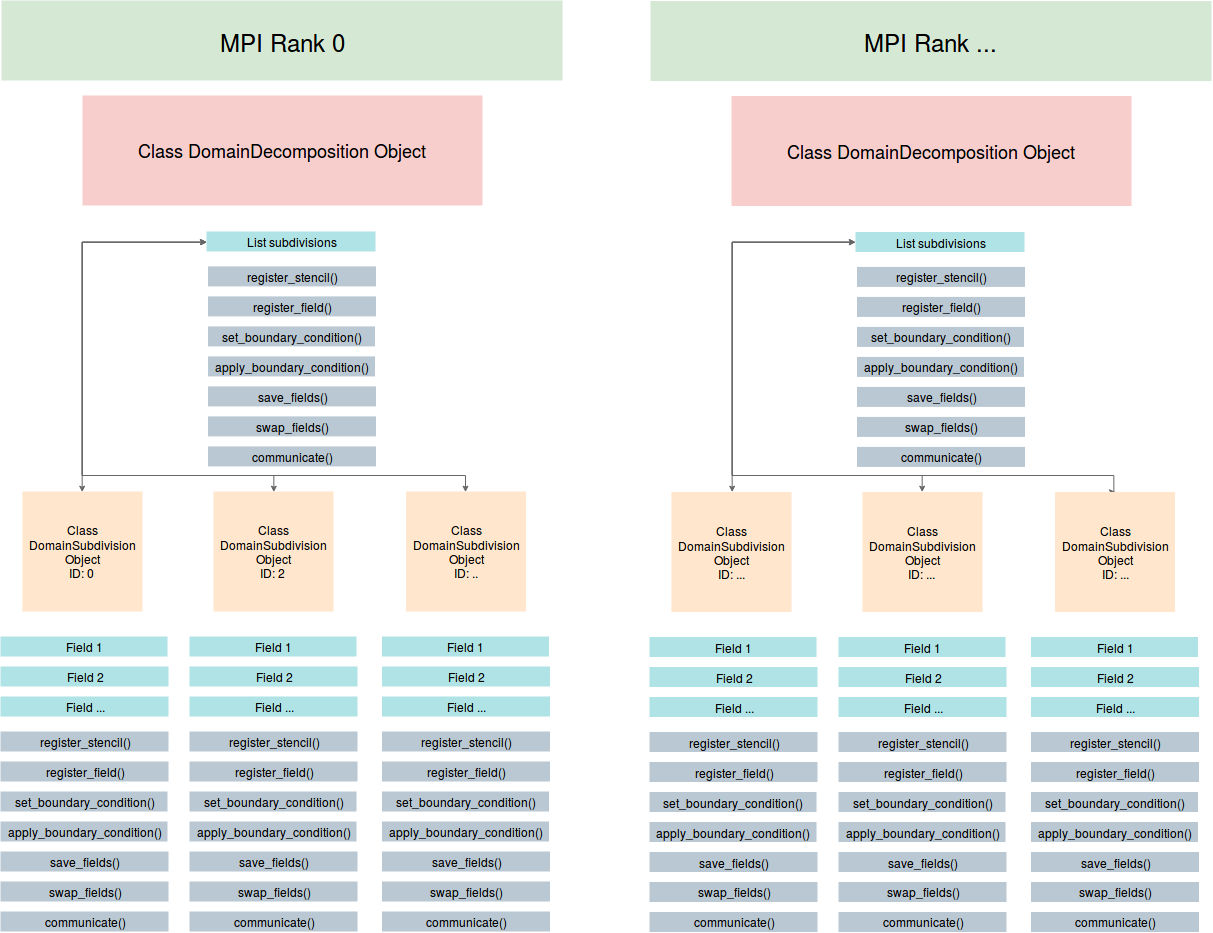 MPI Rank 0
Class DomainDecomposition Object
List subdivisions
register_stencil()
register_field()
set_boundary_condition()
apply_boundary_condition()
save_fields()
swap_fields()
communicate()
Class
DomainSubdivision
Object
ID: 0
Class
DomainSubdivision
Object
ID: 2
Class
DomainSubdivision
Object
ID: ..
Field 1
Field 2
Field ...
register_stencil()
register_field()
set_boundary_condition()
apply_boundary_condition()
save_fields()
swap_fields()
communicate()
Field 1
Field 2
Field ...
register_stencil()
register_field()
set_boundary_condition()
apply_boundary_condition()
save_fields()
swap_fields()
communicate()
Field 1
Field 2
Field ...
register_stencil()
register_field()
set_boundary_condition()
apply_boundary_condition()
save_fields()
swap_fields()
communicate()
MPI Rank ...
Class DomainDecomposition Object
List subdivisions
register_stencil()
register_field()
set_boundary_condition()
apply_boundary_condition()
save_fields()
swap_fields()
communicate()
Class
DomainSubdivision
Object
ID: ...
Class
DomainSubdivision
Object
ID: ...
Class
DomainSubdivision
Object
ID: ...
Field 1
Field 2
Field ...
register_stencil()
register_field()
set_boundary_condition()
apply_boundary_condition()
save_fields()
swap_fields()
communicate()
Field 1
Field 2
Field ...
register_stencil()
register_field()
set_boundary_condition()
apply_boundary_condition()
save_fields()
swap_fields()
communicate()
Field 1
Field 2
Field ...
register_stencil()
register_field()
set_boundary_condition()
apply_boundary_condition()
save_fields()
swap_fields()
communicate()